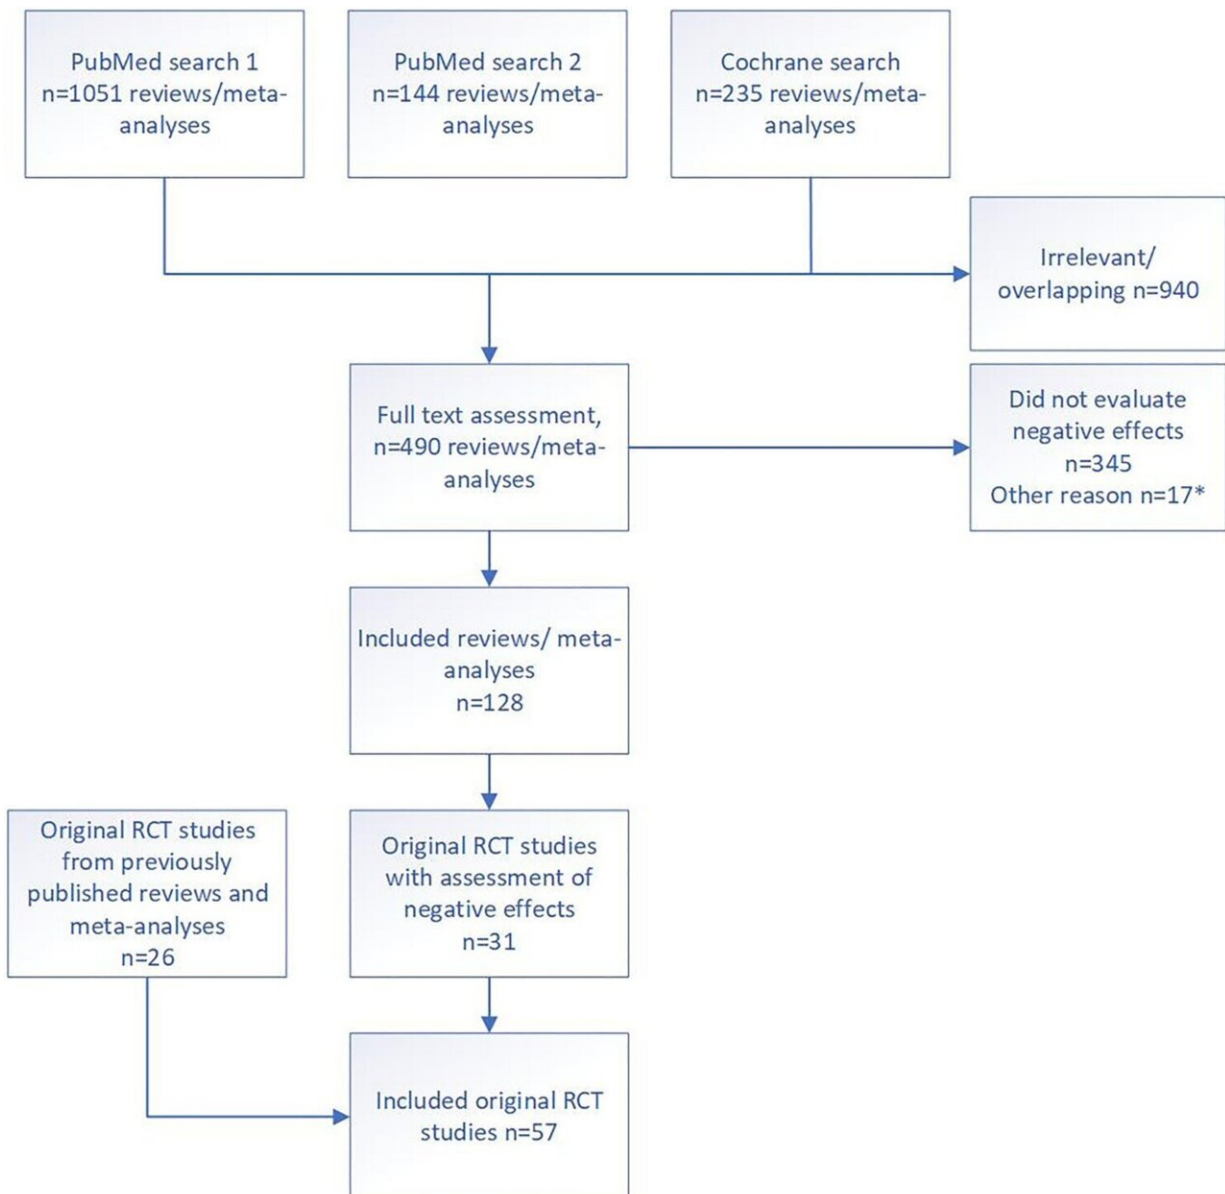 PubMed search 1
n=1051 reviews/meta-
analyses
PubMed search 2
n=144 reviews/meta-
analyses
Cochrane search
n=235 reviews/meta-
analyses
Irrelevant/
overlapping n=940
Full text assessment,
n=490 reviews/meta-
analyses
Did not evaluate
negative effects
n=345
Other reason n=17*
Included reviews/ meta-
analyses
n=128
Original RCT studies
from previously
published reviews and
meta-analyses
n=26
Original RCT studies
with assessment of
negative effects
n=31
Included original RCT
studies n=57